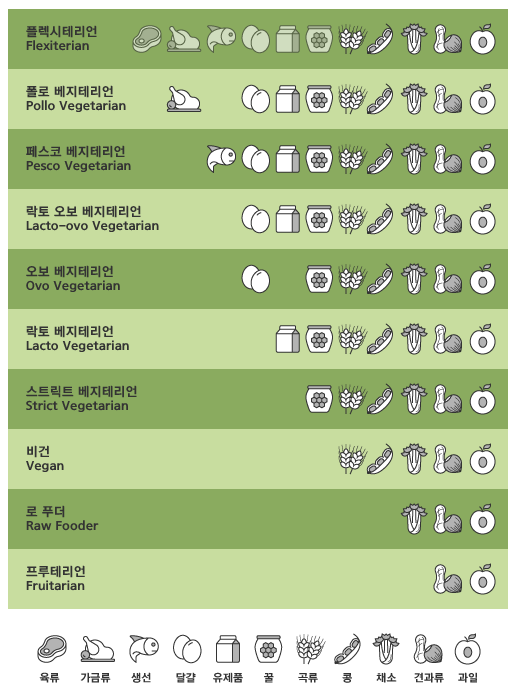 플렉시테리언
Flexiterian
폴로 베지테리언
Pollo Vegetarian
페스코 베지테리언
Pesco Vegetarian
락토 오보 베지테리언
Lacto-ovo Vegetarian
오보 베지테리언
Ovo Vegetarian
락토 베지테리언
Lacto Vegetarian
스트릭트 베지테리언
Strict Vegetarian
비건
Vegan
로 푸더
Raw Fooder
프루테리언
Fruitarian
육류 가금류 생선 달걀 유제품 꿀 곡류 콩 채소 견과류 과일